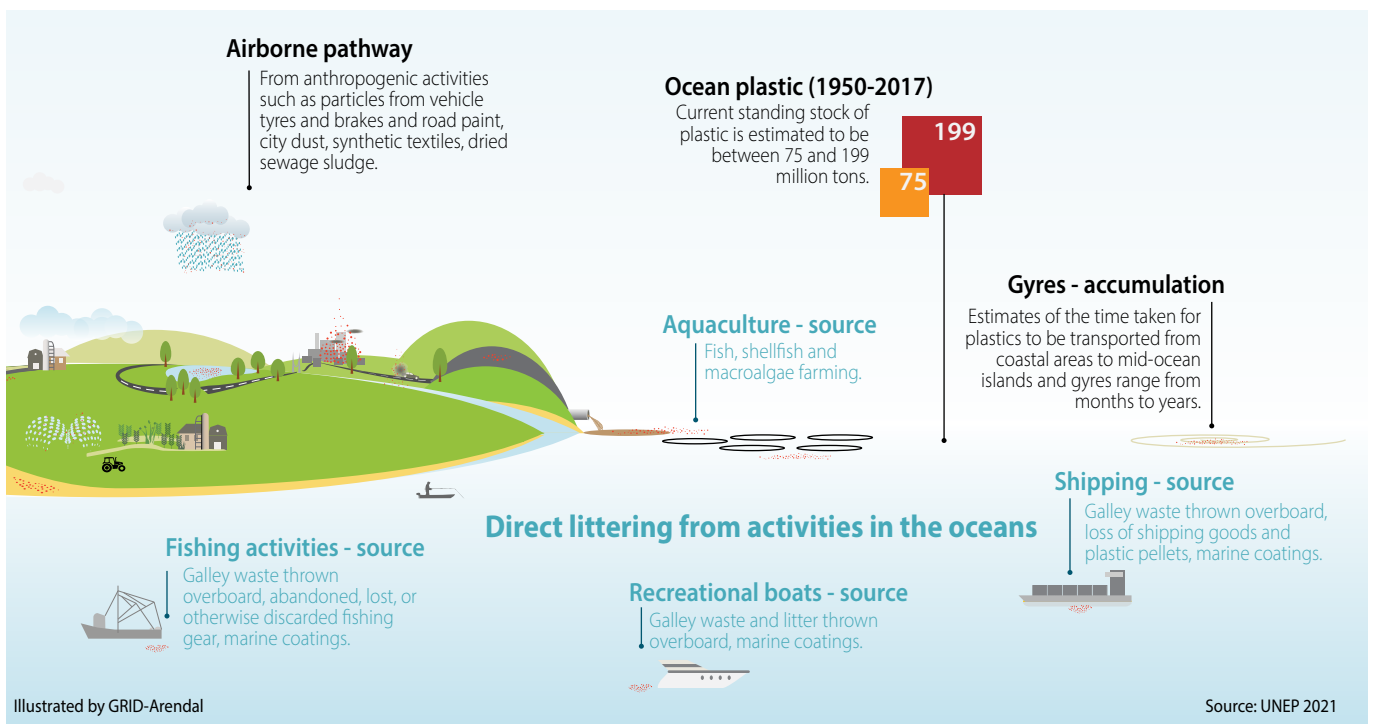 Airborne pathway
From anthropogenic activities
such as particles from vehicle
tyres and brakes and road paint,
city dust, synthetic textiles, dried
sewage sludge.
Ocean plastic (1950-2017)
Current standing stock of
plastic is estimated to be
between 75 and 199
million tons.
199
75
Gyres - accumulation
Estimates of the time taken for
plastics to be transported from
coastal areas to mid-ocean
islands and gyres range from
months to years.
Aquaculture - source
Fish, shellfish and
macroalgae farming.
Direct littering from activities in the oceans
Shipping - source
Galley waste thrown overboard,
loss of shipping goods and
plastic pellets, marine coatings.
Fishing activities - source
Galley waste thrown
overboard, abandoned, lost, or
otherwise discarded fishing
gear, marine coatings.
Recreational boats - source
Galley waste and litter thrown
overboard, marine coatings.
Illustrated by GRID-Arendal
Source: UNEP 2021